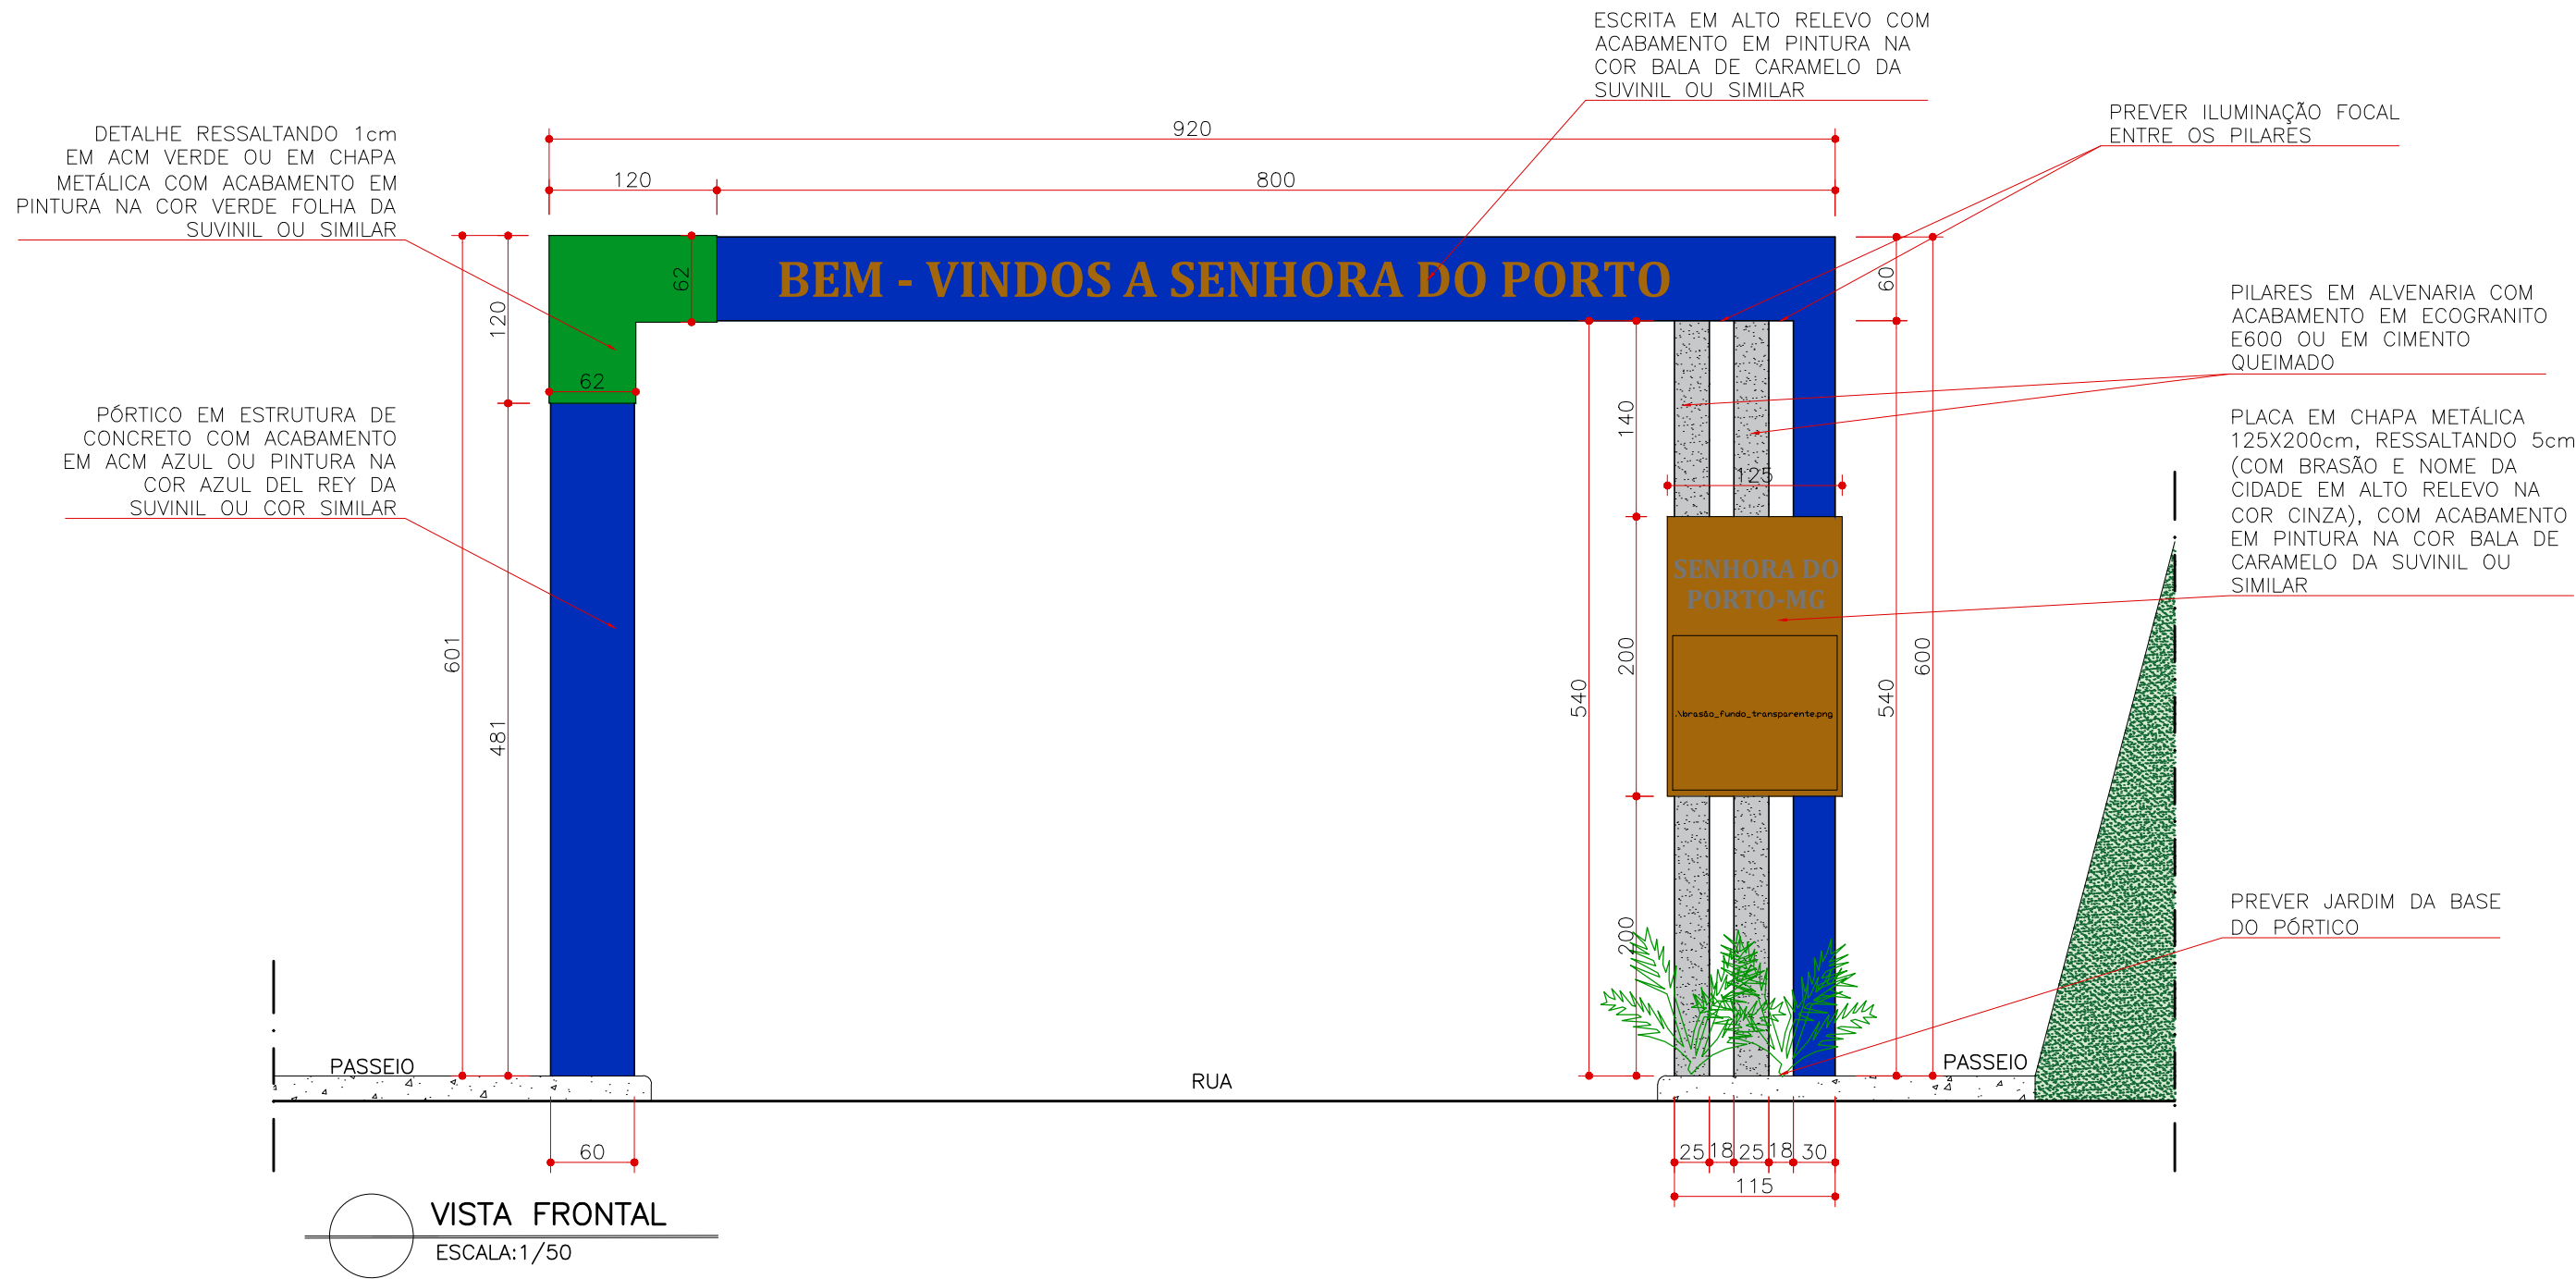 ESCRITA EM ALTO RELEVO COM
ACABAMENTO EM PINTURA NA
COR BALA DE CARAMELO DA
SUVINIL OU SIMILAR
PREVER ILUMINAÇÃO FOCAL
ENTRE OS PILARES
DETALHE RESSALTANDO 1cm
EM ACM VERDE OU EM CHAPA
METÁLICA COM ACABAMENTO EM
PINTURA NA COR VERDE FOLHA DA
SUVINIL OU SIMILAR
920
120
800
62
120
62
BEM - VINDOS A SENHORA DO PORTO
60
PILARES EM ALVENARIA COM
ACABAMENTO EM ECOGRANITO
E600 OU EM CIMENTO
QUEIMADO
PÓRTICO EM ESTRUTURA DE
CONCRETO COM ACABAMENTO
EM ACM AZUL OU PINTURA NA
COR AZUL DEL REY DA
SUVINIL OU COR SIMILAR
140
125
PLACA EM CHAPA METÁLICA
125X200cm, RESSALTANDO 5cm
(COM BRASÃO E NOME DA
CIDADE EM ALTO RELEVO NA
COR CINZA), COM ACABAMENTO
EM PINTURA NA COR BALA DE
CARAMELO DA SUVINIL OU
SIMILAR
SENHORA DO
PORTO-MG
.\brasão_fundo_transparente.png
601
481
540
200
200
540
600
PREVER JARDIM DA BASE
DO PÓRTICO
PASSEIO
RUA
PASSEIO
60
25 18 25 18 30
115
VISTA FRONTAL
ESCALA:1/50